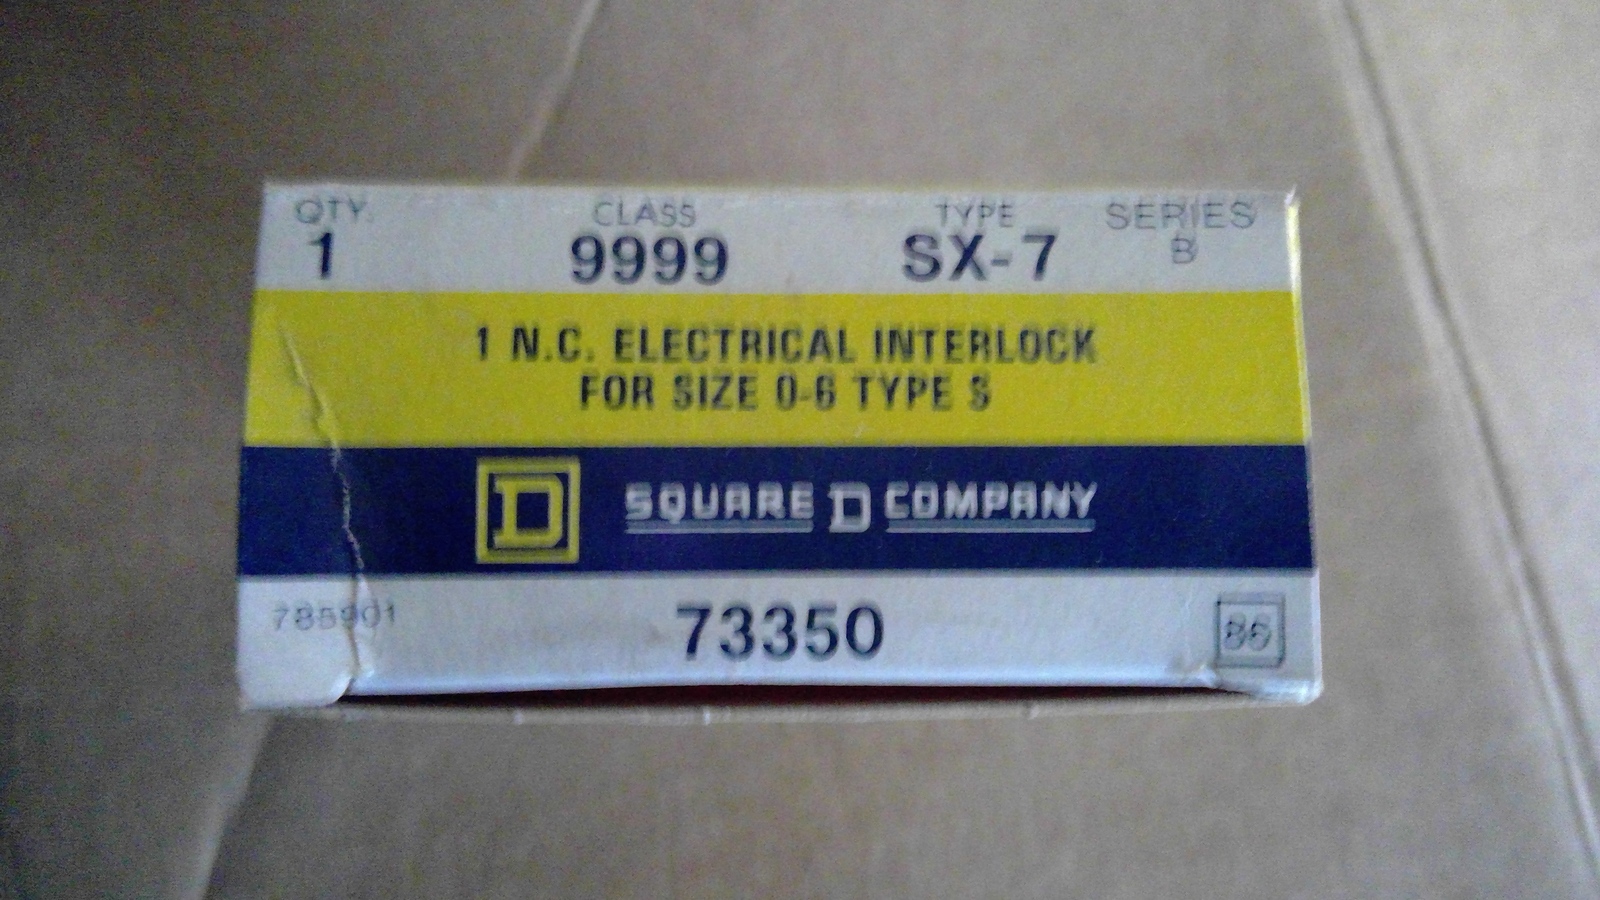 QTY. CLASS TYPE SERIES
1 9999 SX-7 B
1 N.C. ELECTRICAL INTERLOCK
FOR SIZE 0-6 TYPE S
D SQUARE D COMPANY
785901 73350